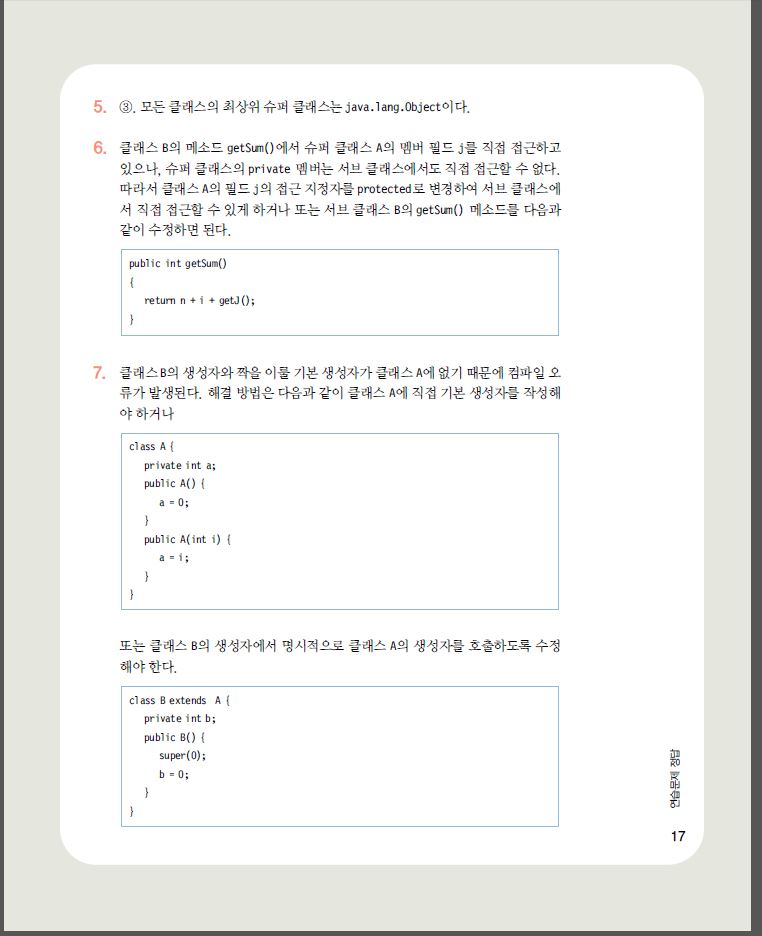 5. ③. 모든 클래스의 최상위 슈퍼 클래스는 java.lang.Object이다.
6. 클래스 B의 메소드 getSum()에서 슈퍼 클래스 A의 멤버 필드 j를 직접 접근하고
있으나, 슈퍼 클래스의 private 멤버는 서브 클래스에서도 직접 접근할 수 없다.
따라서 클래스 A의 필드 j의 접근 지정자를 protected로 변경하여 서브 클래스에
서 직접 접근할 수 있게 하거나 또는 서브 클래스 B의 getSum() 메소드를 다음과
같이 수정하면 된다.
public int getSum()
{
return n + i + getJ();
}
7. 클래스 B의 생성자와 짝을 이룰 기본 생성자가 클래스 A에 없기 때문에 컴파일 오
류가 발생된다. 해결 방법은 다음과 같이 클래스 A에 직접 기본 생성자를 작성해
야 하거나
class A {
private int a;
public A() {
a = 0;
}
public A(int i) {
a = i;
}
}
또는 클래스 B의 생성자에서 명시적으로 클래스 A의 생성자를 호출하도록 수정
해야 한다.
class B extends A {
private int b;
public B() {
super(0);
b = 0;
}
}
연습문제 정답
17